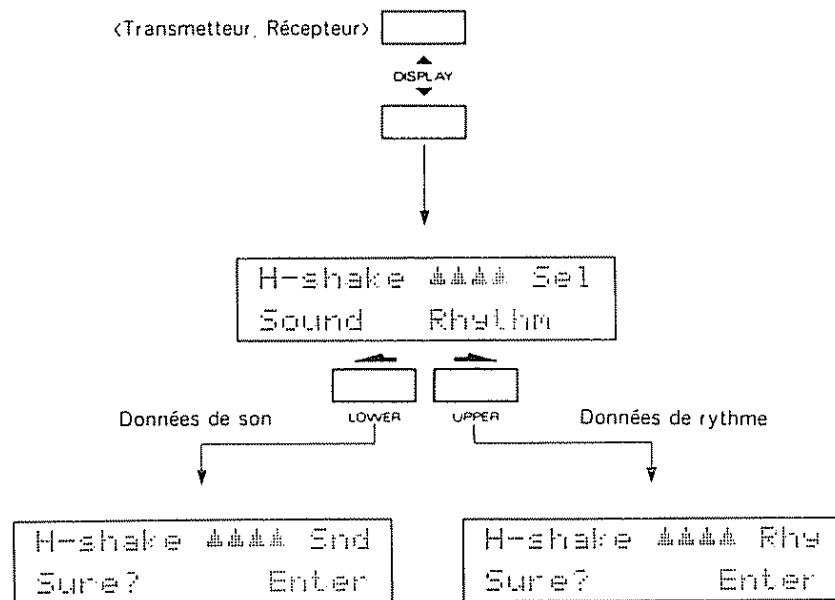 <Transmetteur, Récepteur>
DISPLAY
H-shake Sel
Sound Rhythm
LOWER UPPER
Données de son
Données de rythme
H-shake Snd
Sure? Enter
H-shake Rhy
Sure? Enter